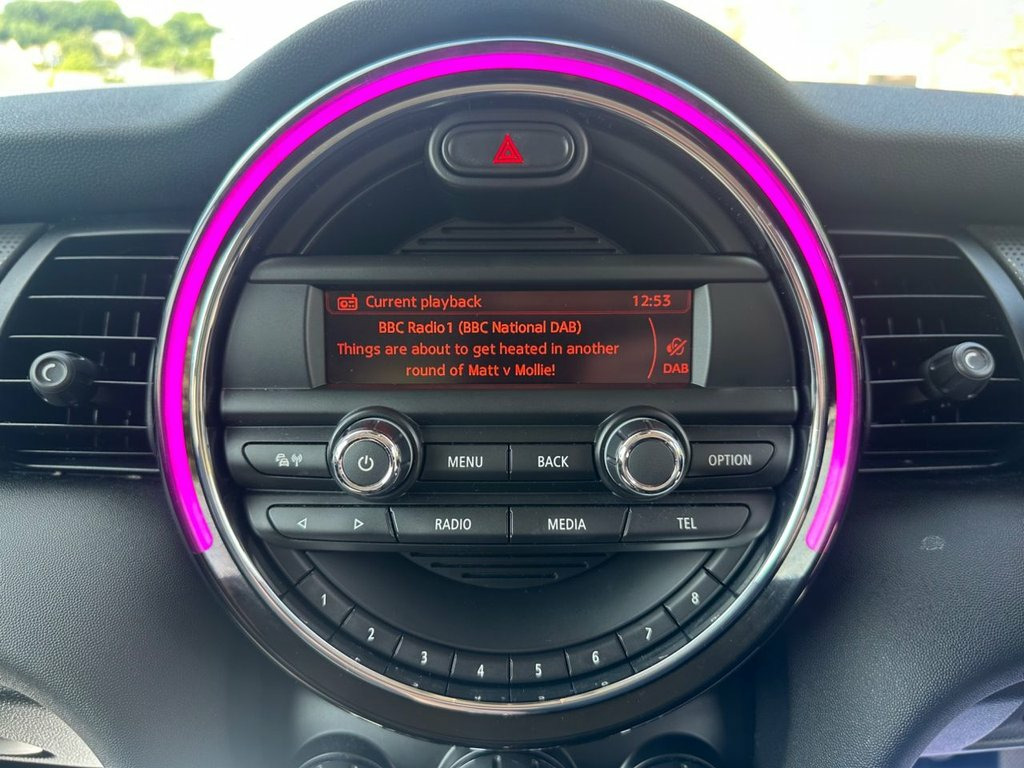 Current playback 12:53
BBC Radio1 (BBC National DAB)
Things are about to get heated in another
round of Matt v Mollie!
DAB
MENU
BACK
OPTION
RADIO
MEDIA
TEL
1
2
3
4
5
6
7
8